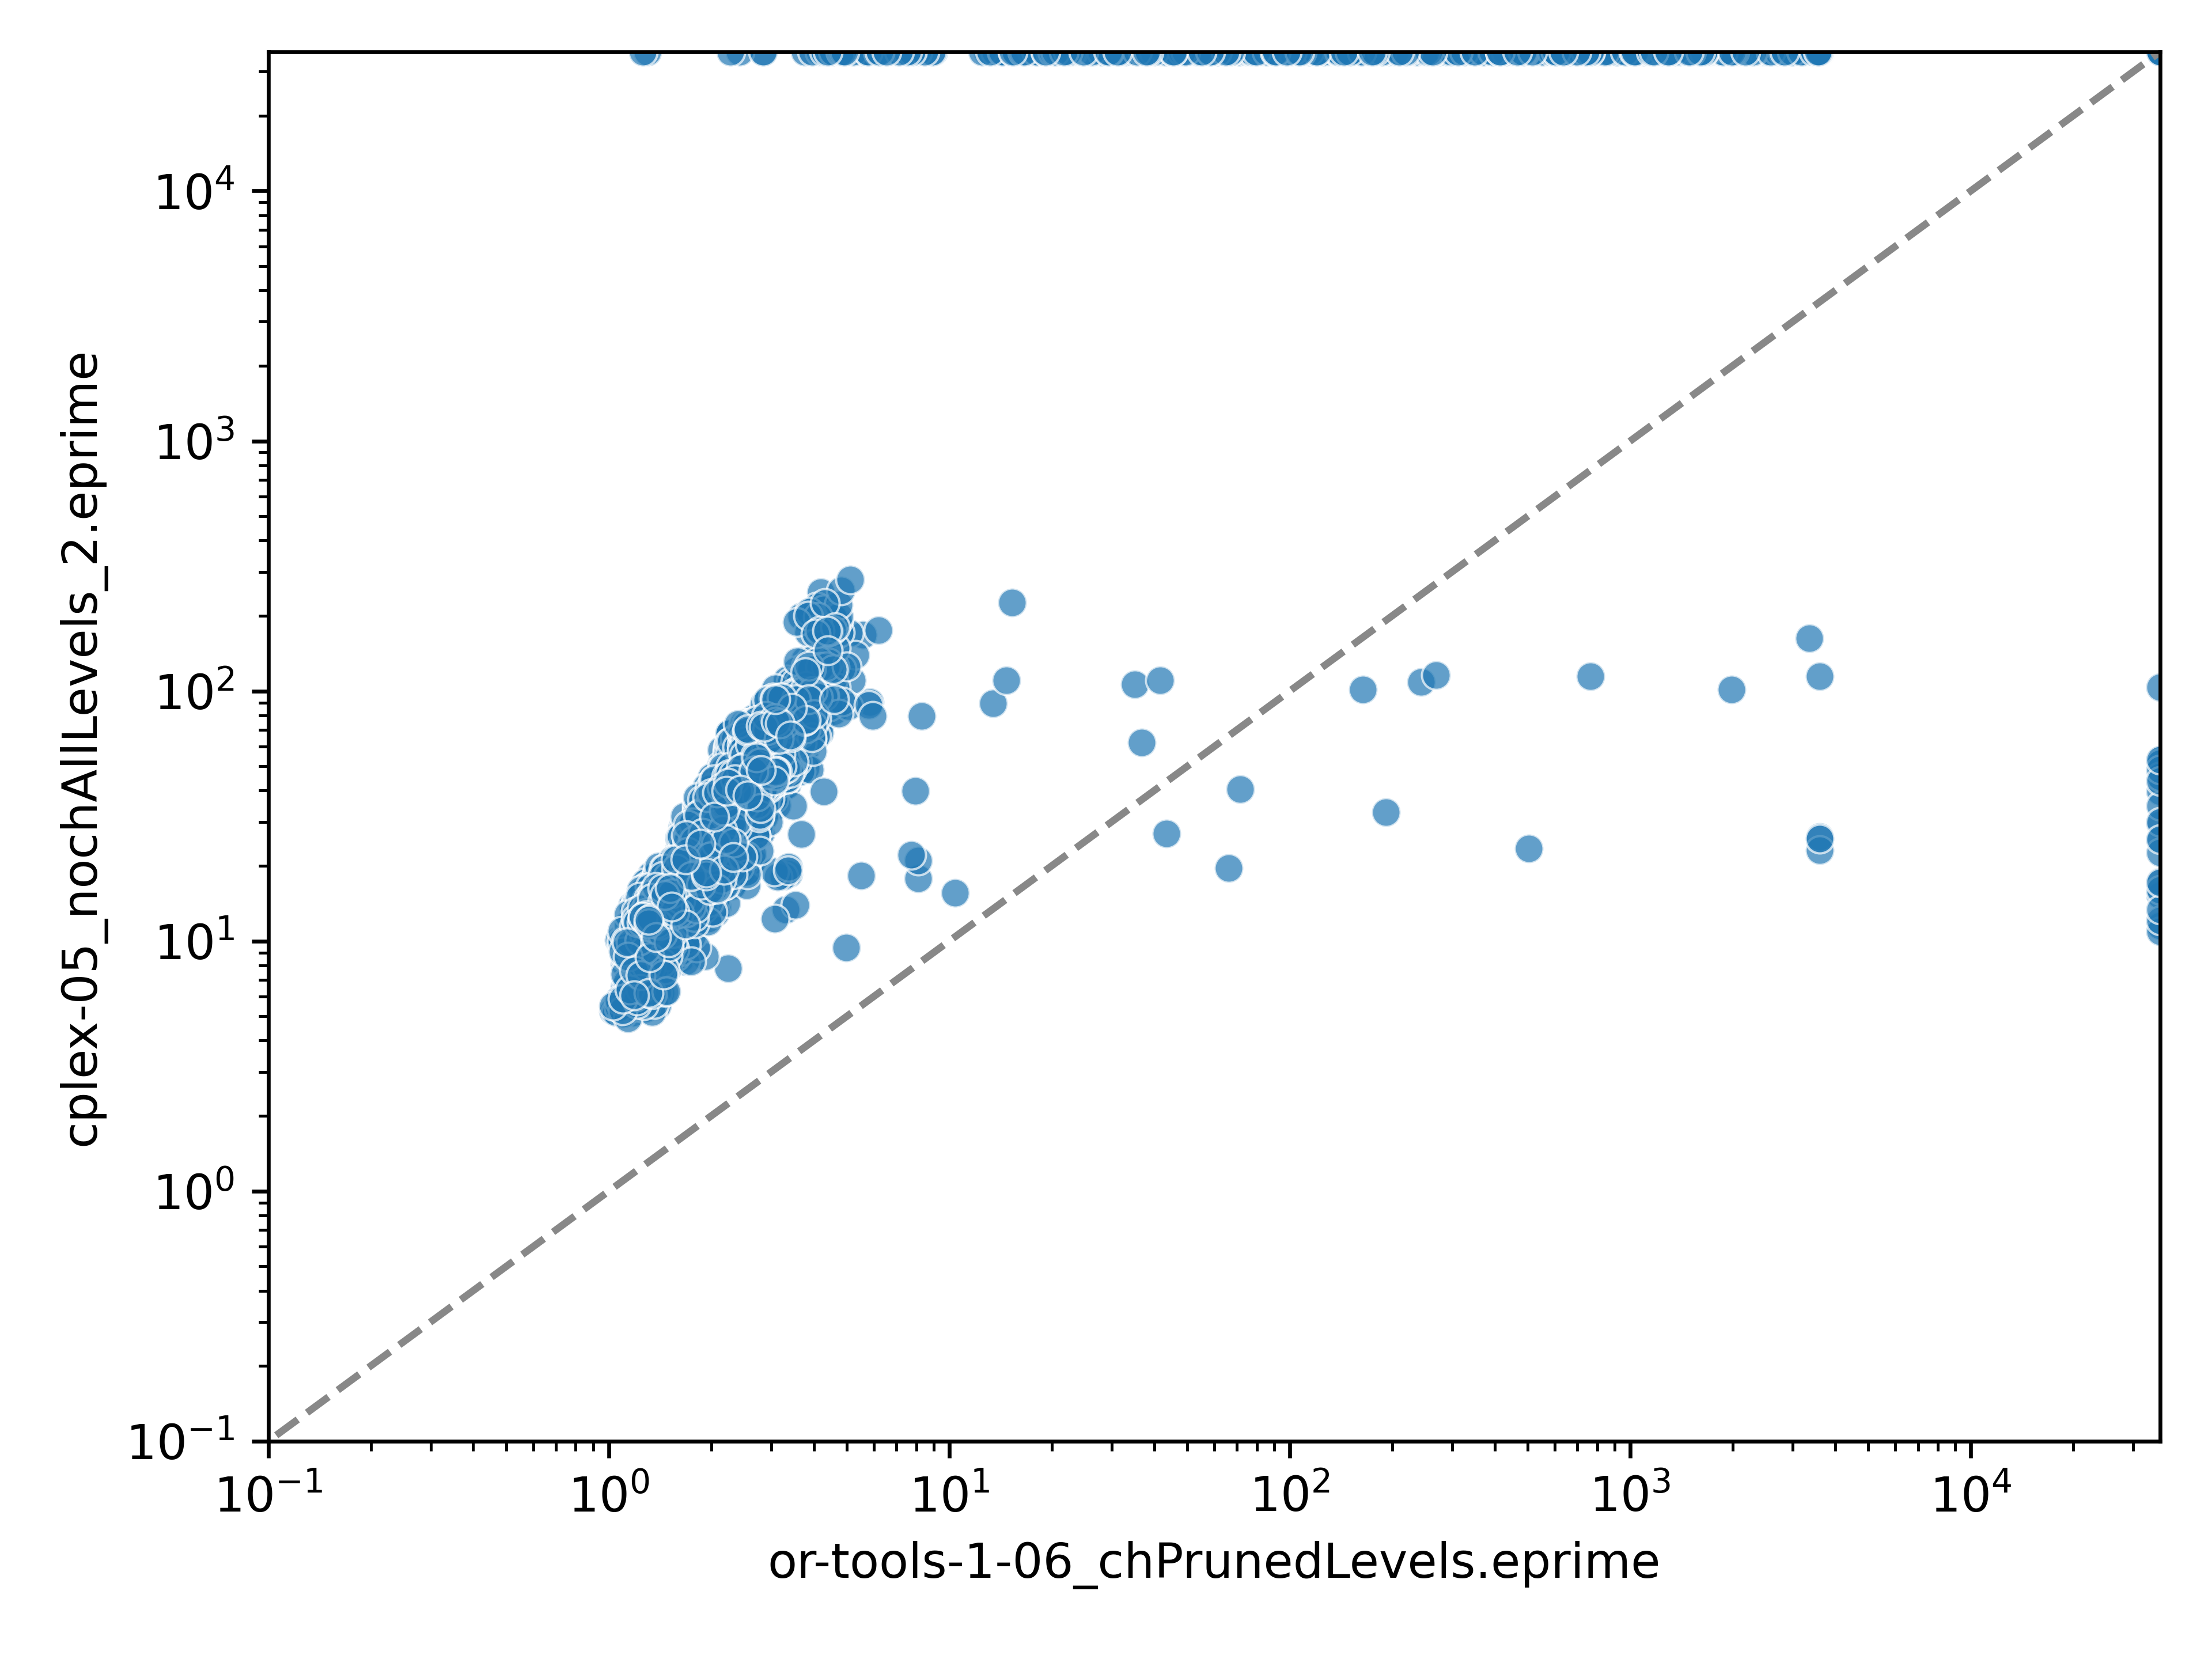 10⁴
10³
10²
10¹
10⁰
10⁻¹
cplex-05_nochAllLevels_2.eprime
10⁻¹ 10⁰ 10¹ 10² 10³ 10⁴
or-tools-1-06_chPrunedLevels.eprime